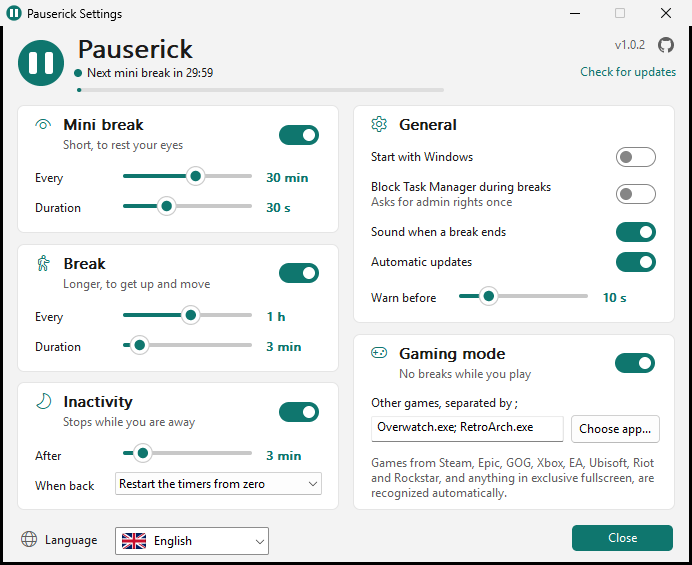 Pauserick Settings
Pauserick
Next mini break in 29:59
v1.0.2
Check for updates
Mini break
Short, to rest your eyes
Every
30 min
Duration
30 s
Break
Longer, to get up and move
Every
1 h
Duration
3 min
Inactivity
Stops while you are away
After
3 min
When back
Restart the timers from zero
General
Start with Windows
Block Task Manager during breaks
Asks for admin rights once
Sound when a break ends
Automatic updates
Warn before
10 s
Gaming mode
No breaks while you play
Other games, separated by ;
Overwatch.exe; RetroArch.exe
Choose app...
Games from Steam, Epic, GOG, Xbox, EA, Ubisoft, Riot
and Rockstar, and anything in exclusive fullscreen, are
recognized automatically.
Language
English
Close